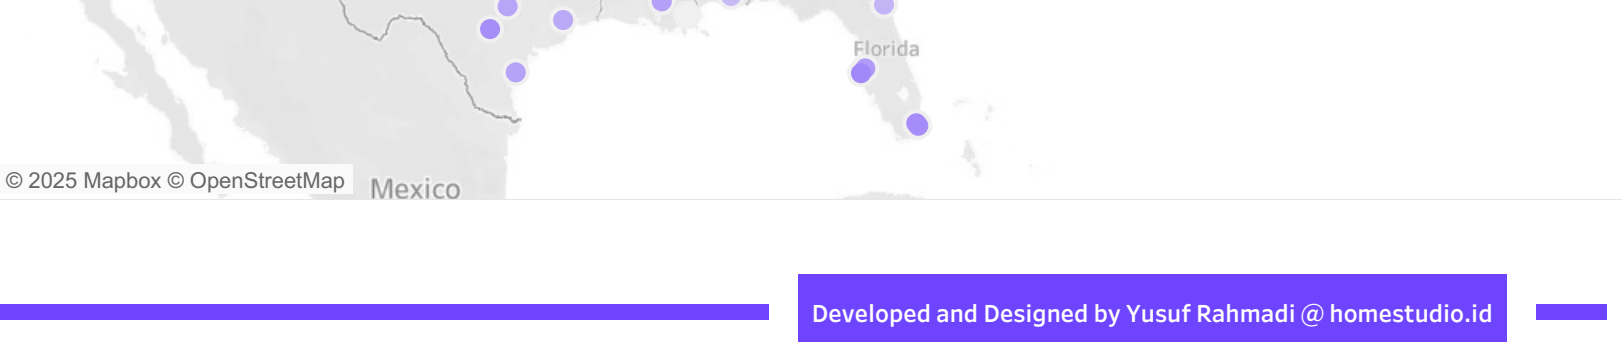 Florida
© 2025 Mapbox © OpenStreetMap
Mexico
Developed and Designed by Yusuf Rahmadi @ homestudio.id